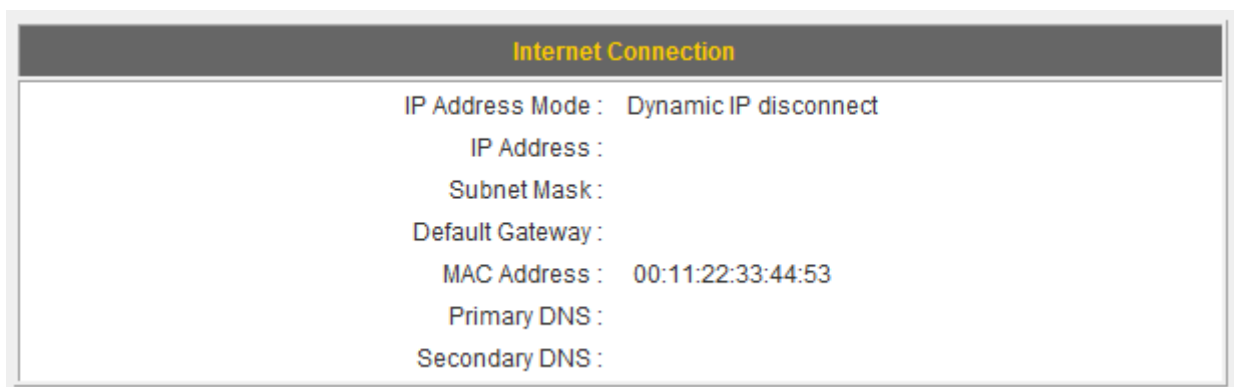 Internet Connection
IP Address Mode : Dynamic IP disconnect
IP Address :
Subnet Mask :
Default Gateway :
MAC Address : 00:11:22:33:44:53
Primary DNS :
Secondary DNS :